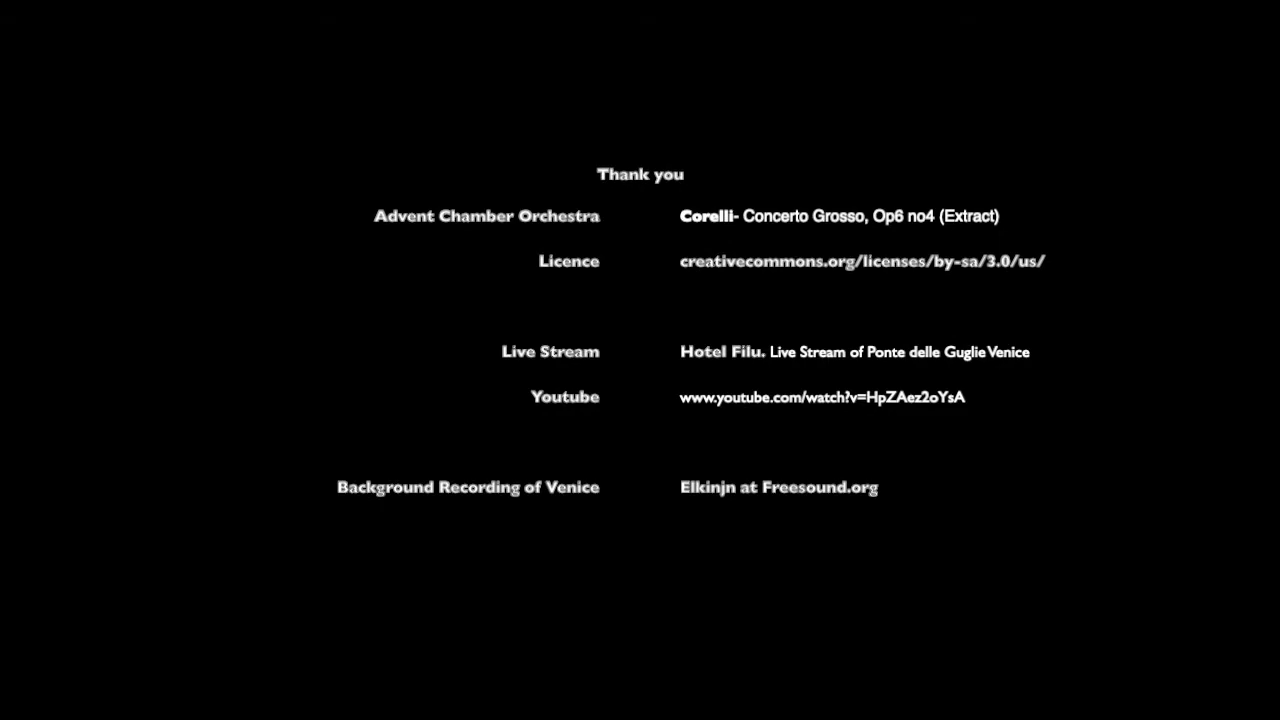 Thank you
Advent Chamber Orchestra Corelli- Concerto Grosso, Op6 no4 (Extract)
Licence creativecommons.org/licenses/by-sa/3.0/us/
Live Stream Hotel Filu. Live Stream of Ponte delle Guglie Venice
Youtube www.youtube.com/watch?v=HpZAez2oYsA
Background Recording of Venice Elkinjn at Freesound.org